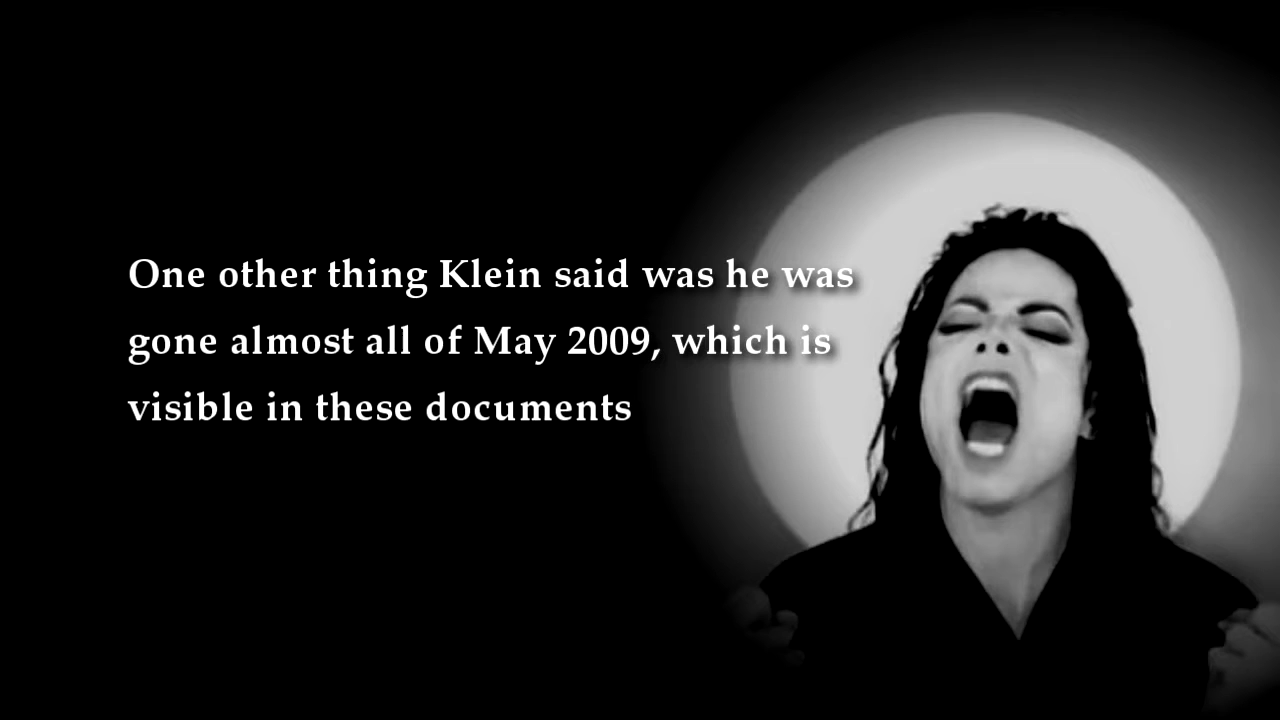 One other thing Klein said was he was
gone almost all of May 2009, which is
visible in these documents